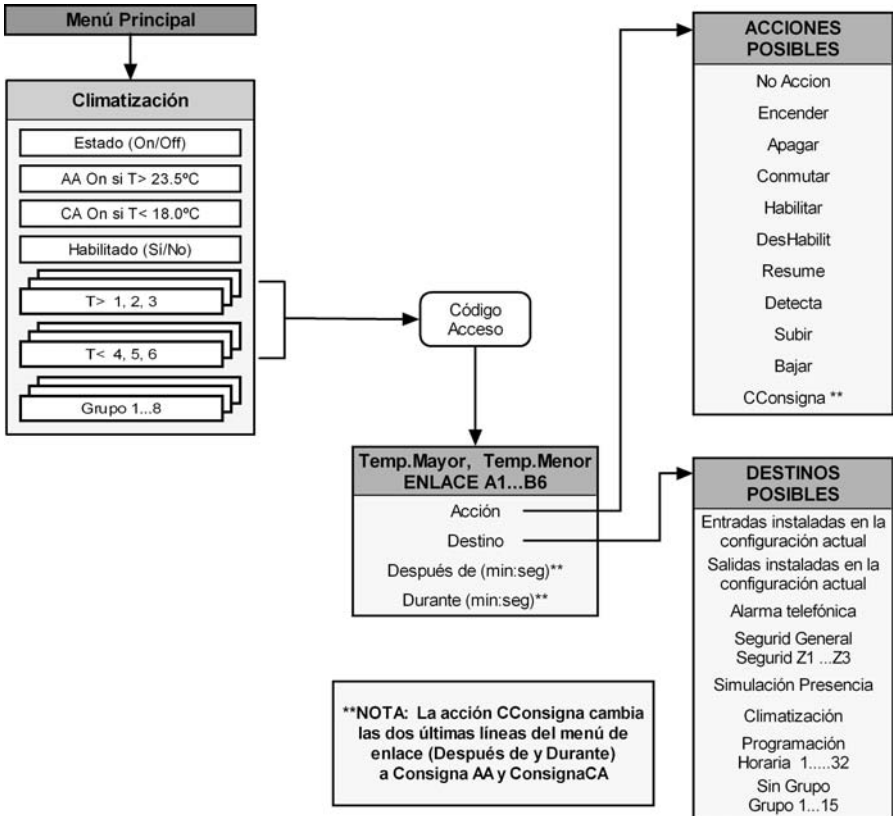 Menú Principal
Climatización
Estado (On/Off)
AA On si T> 23.5ºC
CA On si T< 18.0ºC
Habilitado (Sí/No)
T> 1, 2, 3
T< 4, 5, 6
Grupo 1...8
Código
Acceso
Temp.Mayor, Temp.Menor
ENLACE A1...B6
Acción
Destino
Después de (min:seg)**
Durante (min:seg)**
**NOTA: La acción CConsigna cambia
las dos últimas líneas del menú de
enlace (Después de y Durante)
a Consigna AA y ConsignaCA
ACCIONES
POSIBLES
No Accion
Encender
Apagar
Conmutar
Habilitar
DesHabilit
Resume
Detecta
Subir
Bajar
CConsigna **
DESTINOS
POSIBLES
Entradas instaladas en la
configuración actual
Salidas instaladas en la
configuración actual
Alarma telefónica
Segurid General
Segurid Z1 ...Z3
Simulación Presencia
Climatización
Programación
Horaria 1.....32
Sin Grupo
Grupo 1...15